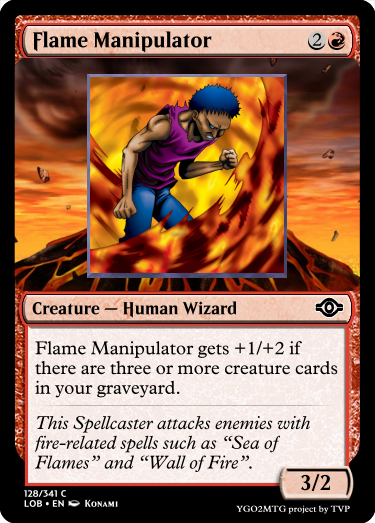 Flame Manipulator 2
Creature — Human Wizard
Flame Manipulator gets +1/+2 if
there are three or more creature cards
in your graveyard.
This Spellcaster attacks enemies with
fire-related spells such as “Sea of
Flames” and “Wall of Fire”.
3/2
128/341 C
LOB • EN Konami
YGO2MTG project by TVP